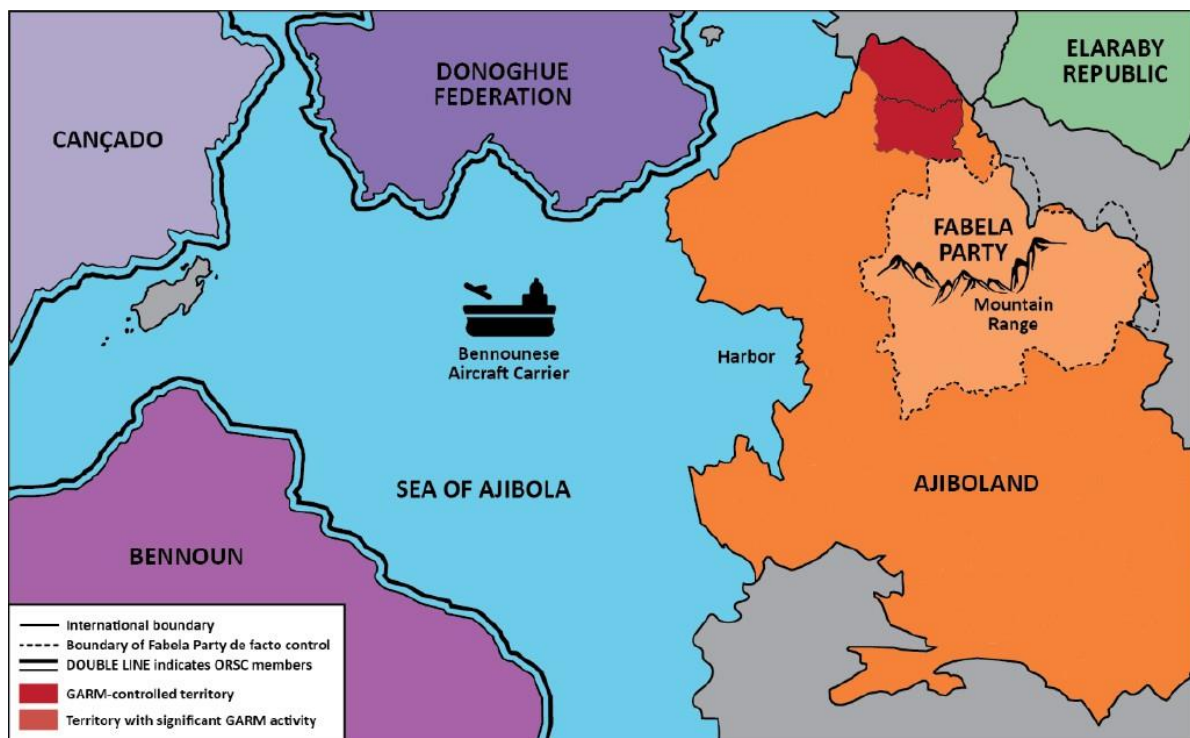 CANÇADO
DONOGHUE
FEDERATION
ELARABY
REPUBLIC
FABELA
PARTY
Mountain
Range
Bennounese
Aircraft Carrier
Harbor
SEA OF AJIBOLA
AJIBOLAND
BENNOUN
International boundary
Boundary of Fabela Party de facto control
DOUBLE LINE indicates ORSC members
GARM-controlled territory
Territory with significant GARM activity